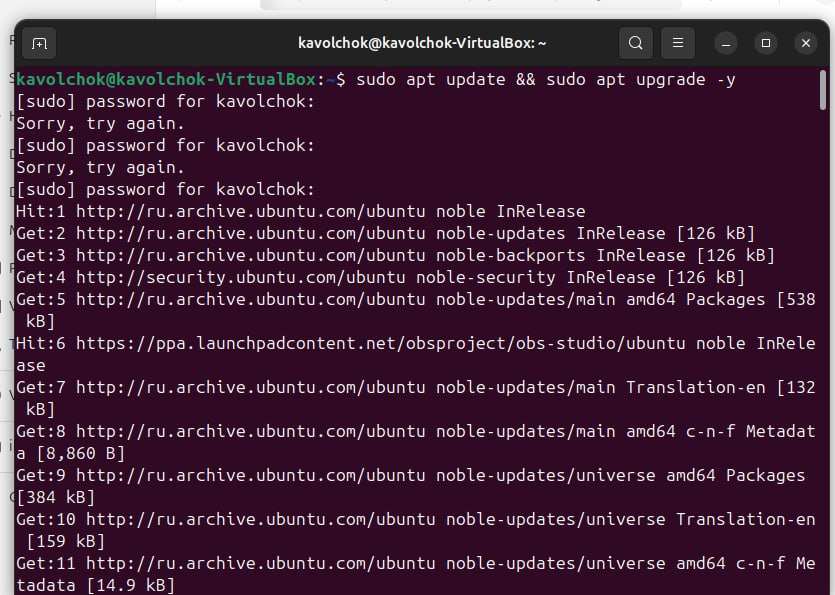 kavolchok@kavolchok-VirtualBox: ~
kavolchok@kavolchok-VirtualBox:~$ sudo apt update && sudo apt upgrade -y
[sudo] password for kavolchok:
Sorry, try again.
[sudo] password for kavolchok:
Sorry, try again.
[sudo] password for kavolchok:
Hit:1 http://ru.archive.ubuntu.com/ubuntu noble InRelease
Get:2 http://ru.archive.ubuntu.com/ubuntu noble-updates InRelease [126 kB]
Get:3 http://ru.archive.ubuntu.com/ubuntu noble-backports InRelease [126 kB]
Get:4 http://security.ubuntu.com/ubuntu noble-security InRelease [126 kB]
Get:5 http://ru.archive.ubuntu.com/ubuntu noble-updates/main amd64 Packages [538
 kB]
Hit:6 https://ppa.launchpadcontent.net/obsproject/obs-studio/ubuntu noble InRele
ase
Get:7 http://ru.archive.ubuntu.com/ubuntu noble-updates/main Translation-en [132
 kB]
Get:8 http://ru.archive.ubuntu.com/ubuntu noble-updates/main amd64 c-n-f Metadat
a [8,860 B]
Get:9 http://ru.archive.ubuntu.com/ubuntu noble-updates/universe amd64 Packages
[384 kB]
Get:10 http://ru.archive.ubuntu.com/ubuntu noble-updates/universe Translation-en
 [159 kB]
Get:11 http://ru.archive.ubuntu.com/ubuntu noble-updates/universe amd64 c-n-f Me
tadata [14.9 kB]